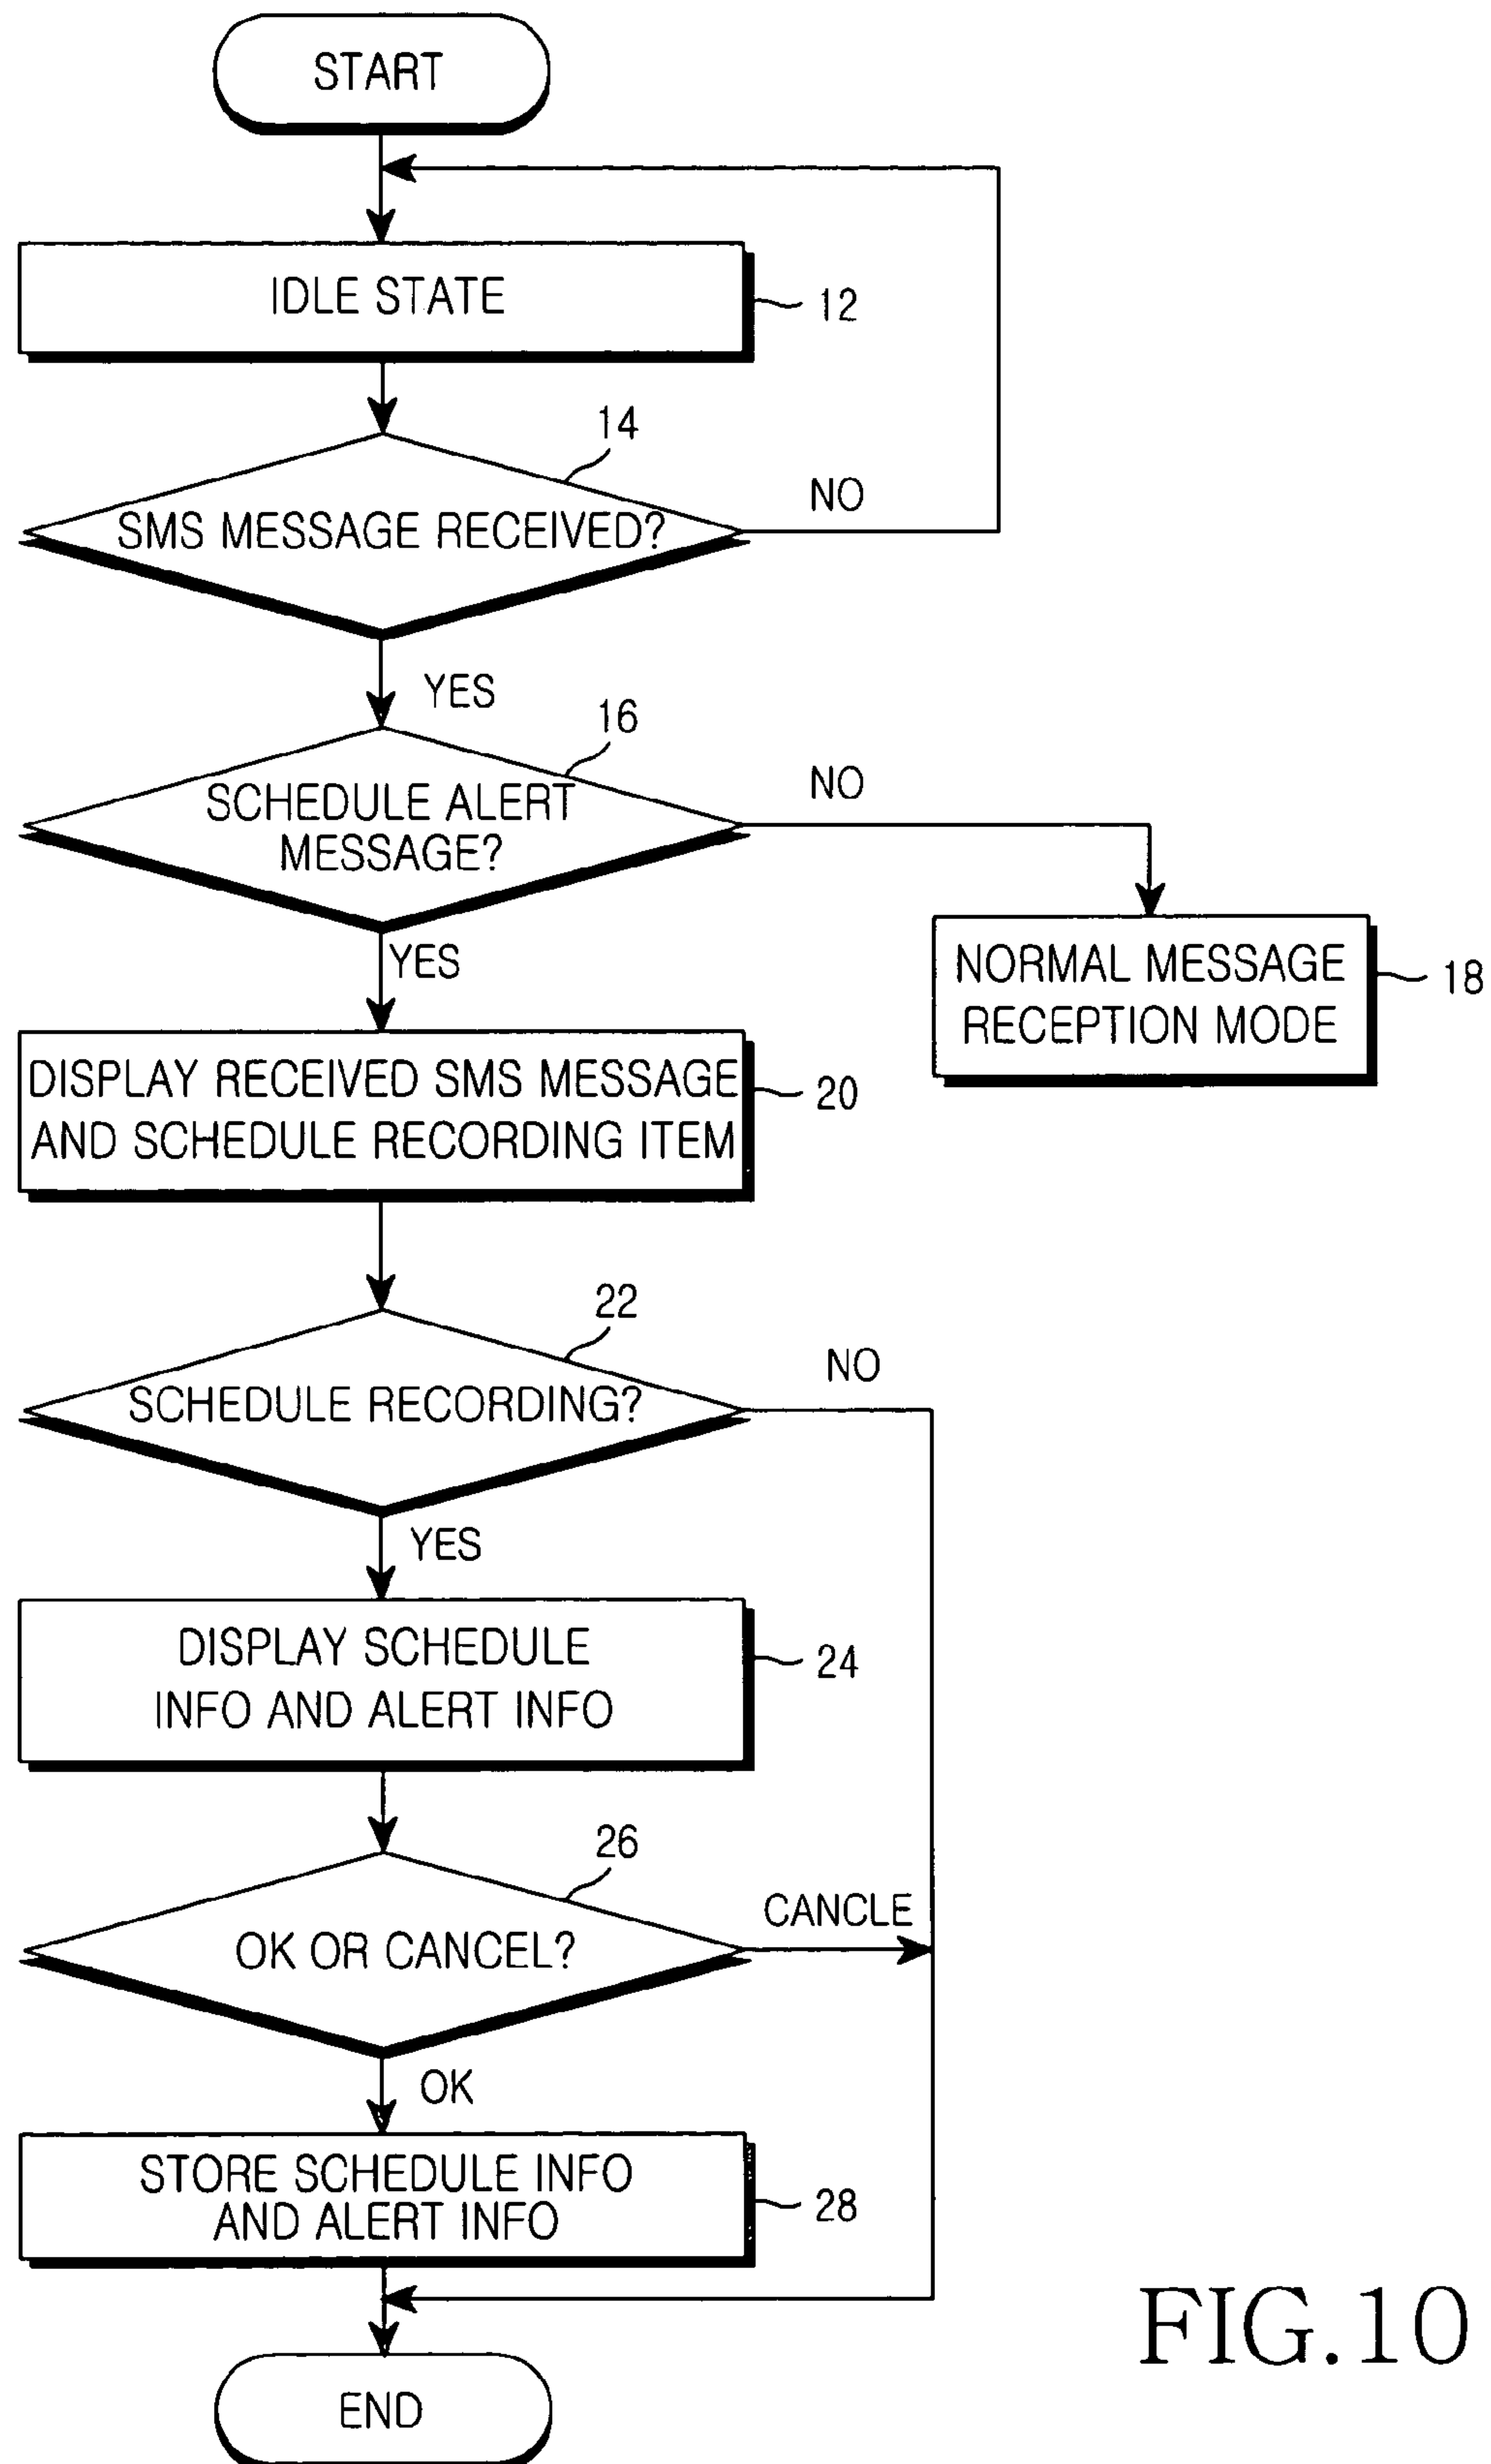 START
IDLE STATE
12
14
SMS MESSAGE RECEIVED?
NO
YES
16
SCHEDULE ALERT
MESSAGE?
NO
YES
NORMAL MESSAGE
RECEPTION MODE
18
DISPLAY RECEIVED SMS MESSAGE
AND SCHEDULE RECORDING ITEM
20
22
SCHEDULE RECORDING?
NO
YES
DISPLAY SCHEDULE
INFO AND ALERT INFO
24
26
OK OR CANCEL?
CANCLE
OK
STORE SCHEDULE INFO
AND ALERT INFO
28
END
FIG.10